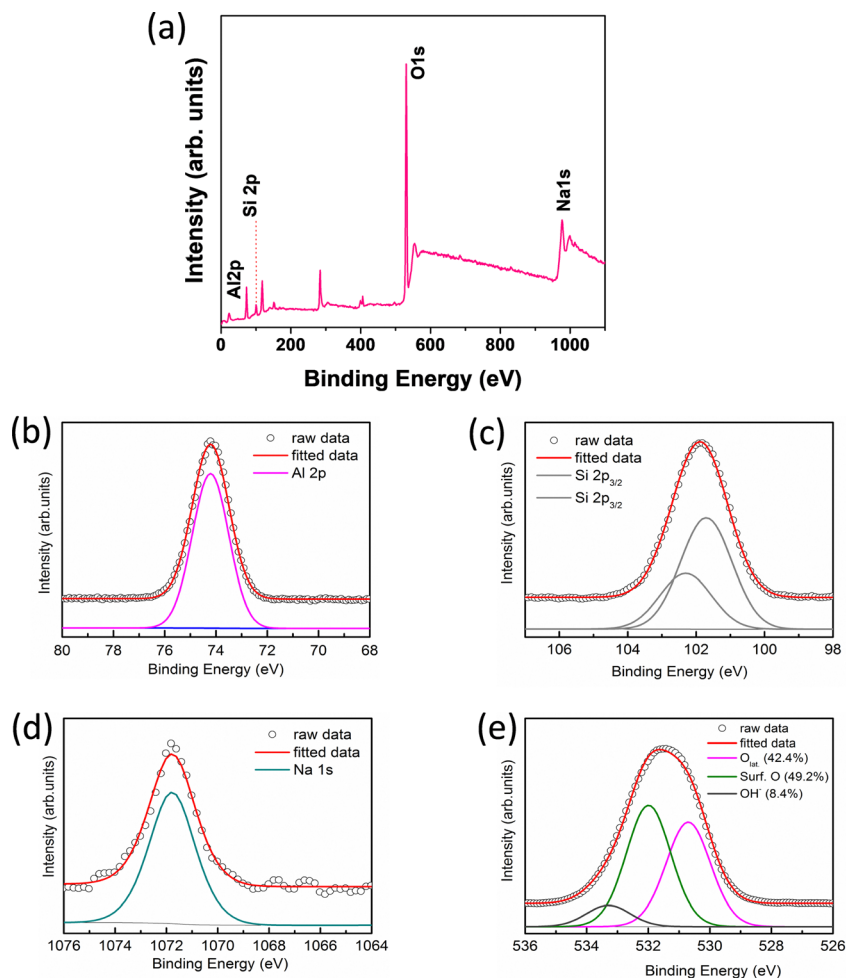 (a)
Intensity (arb. units)
Al2p
Si 2p
O1s
Na1s
0 200 400 600 800 1000
Binding Energy (eV)
(b)
Intensity (arb.units)
raw data
fitted data
Al 2p
80 78 76 74 72 70 68
Binding Energy (eV)
(c)
Intensity (arb.units)
raw data
fitted data
Si 2p3/2
Si 2p3/2
106 104 102 100 98
Binding Energy (eV)
(d)
Intensity (arb.units)
raw data
fitted data
Na 1s
1076 1074 1072 1070 1068 1066 1064
Binding Energy (eV)
(e)
Intensity (arb.units)
raw data
fitted data
Olat. (42.4%)
Surf. O (49.2%)
OH- (8.4%)
536 534 532 530 528 526
Binding Energy (eV)